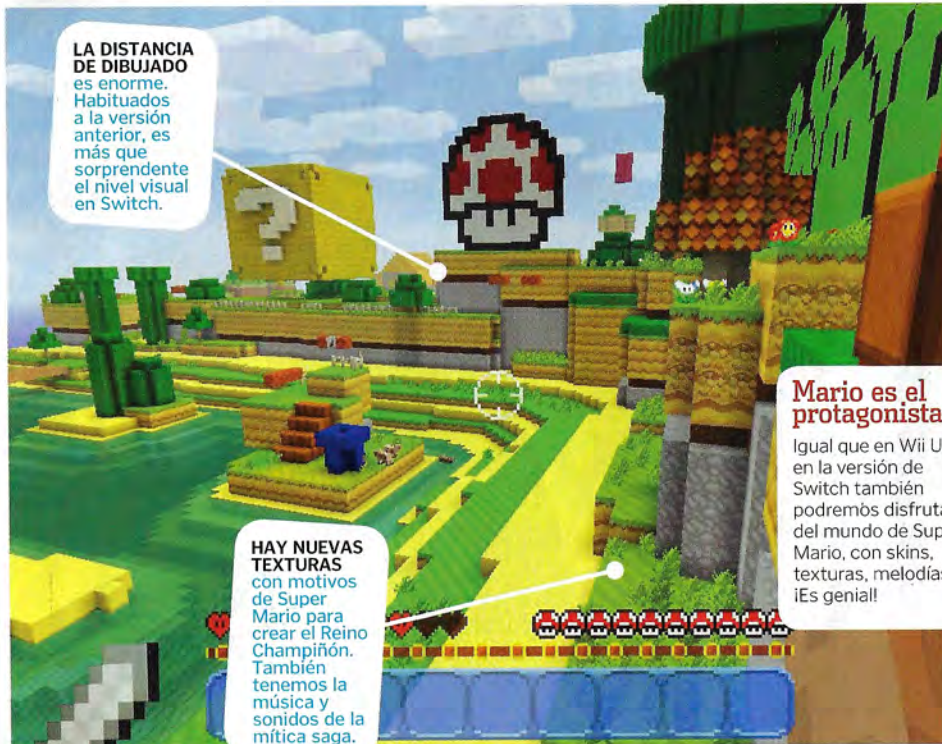 LA DISTANCIA
DE DIBUJADO
es enorme.
Habituados
a la versión
anterior, es
más que
sorprendente
el nivel visual
en Switch.
?
Mario es el
protagonista
Igual que en Wii U
en la versión de
Switch también
podremos disfruta
del mundo de Sup
Mario, con skins,
texturas, melodías
¡Es genial!
HAY NUEVAS
TEXTURAS
con motivos
de Super
Mario para
crear el Reino
Champiñón.
También
tenemos la
música y
sonidos de la
mítica saga.